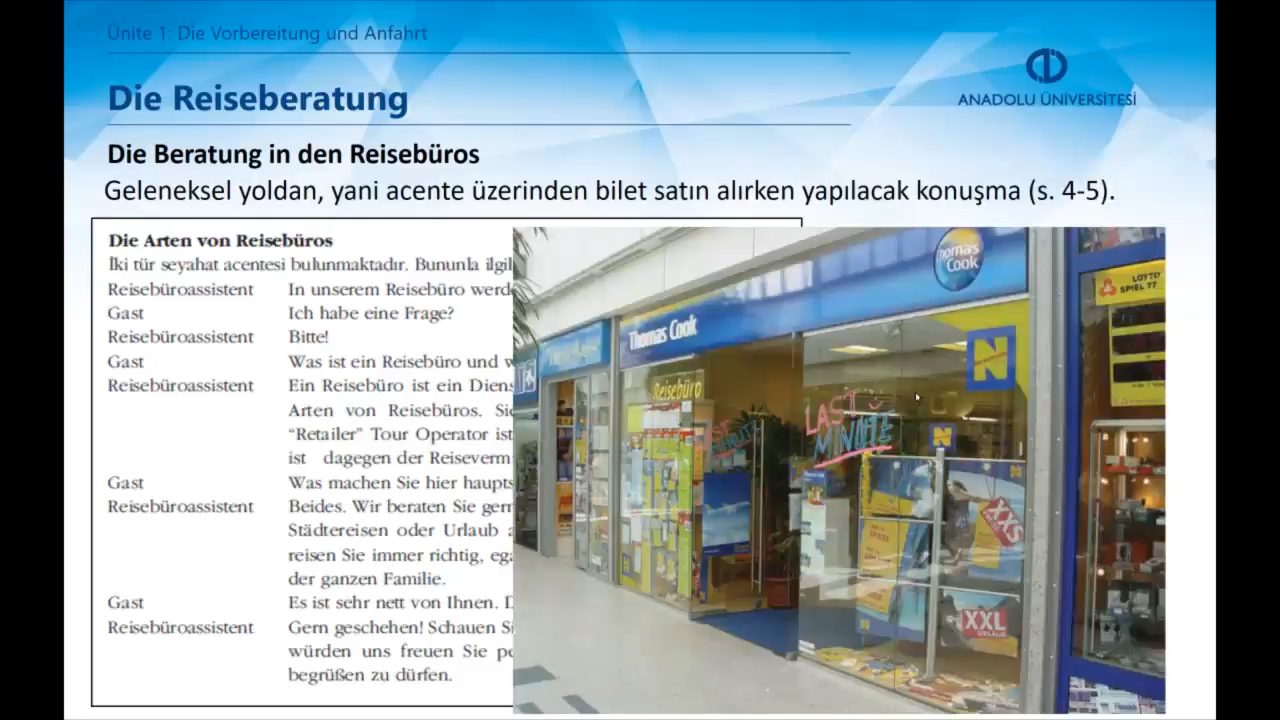 Ünite 1: Die Vorbereitung und Anfahrt
Die Reiseberatung
ANADOLU ÜNİVERSİTESİ
Die Beratung in den Reisebüros
Geleneksel yoldan, yani acente üzerinden bilet satın alırken yapılacak konuşma (s. 4-5).
Die Arten von Reisebüros
İki tür seyahat acentesi bulunmaktadır. Bununla ilgil
Reisebüroassistent In unserem Reisebüro werd
Gast Ich habe eine Frage?
Reisebüroassistent Bitte!
Gast Was ist ein Reisebüro und w
Reisebüroassistent Ein Reisebüro ist ein Diens
Arten von Reisebüros. Sie
“Retailer” Tour Operator ist
ist dagegen der Reiseverm
Gast Was machen Sie hier haupts
Reisebüroassistent Beides. Wir beraten Sie gern
Städtereisen oder Urlaub a
reisen Sie immer richtig, ega
der ganzen Familie.
Gast Es ist sehr nett von Ihnen. D
Reisebüroassistent Gern geschehen! Schauen Si
würden uns freuen Sie pe
begrüßen zu dürfen.
Thomas Cook
Thomas Cook
Reisebüro
LAST MINUTE
N
N
XXS
XXL
URLAUB
LOTTO
SPIEL 77